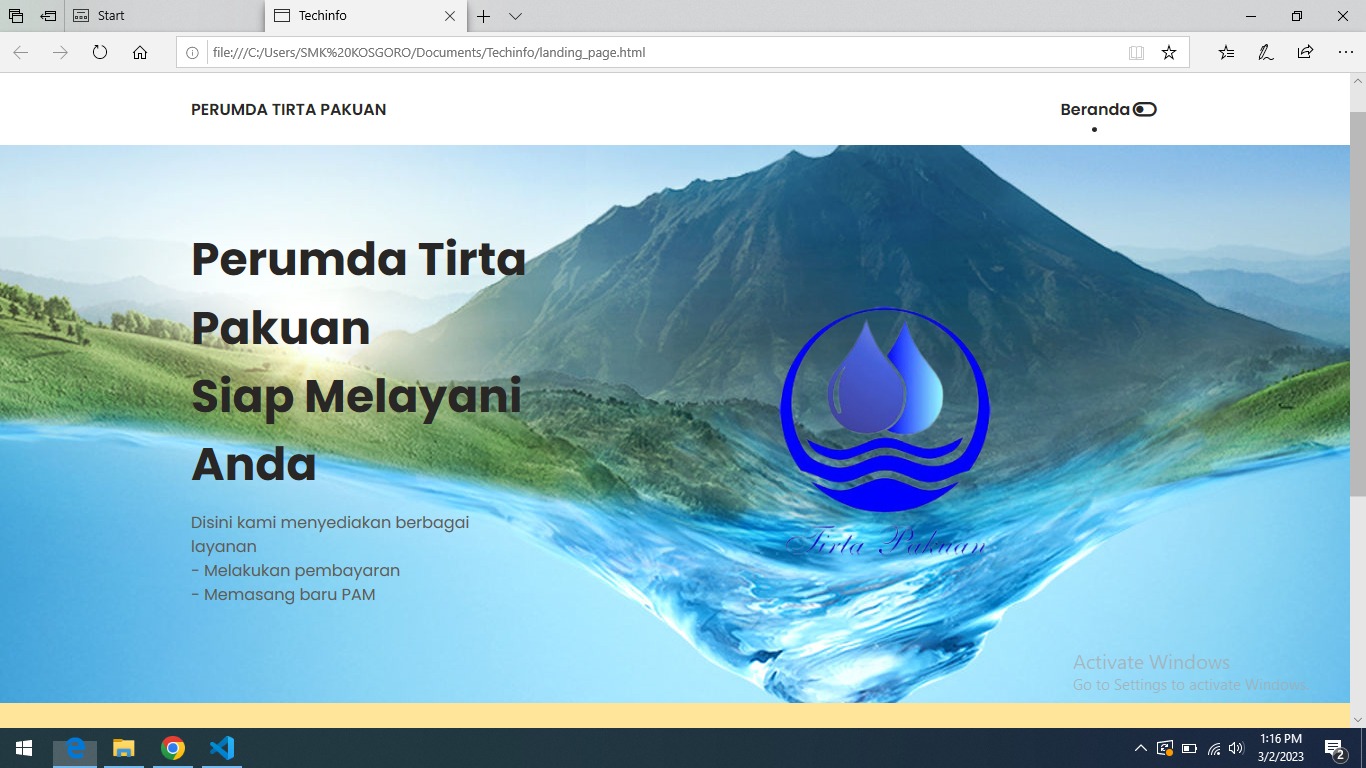 Start
Techinfo
file:///C:/Users/SMK%20KOSGORO/Documents/Techinfo/landing_page.html
PERUMDA TIRTA PAKUAN
Beranda
Perumda Tirta
Pakuan
Siap Melayani
Anda
Disini kami menyediakan berbagai
layanan
- Melakukan pembayaran
- Memasang baru PAM
Tirta Pakuan
Activate Windows
Go to Settings to activate Windows.
1:16 PM
3/2/2023
2